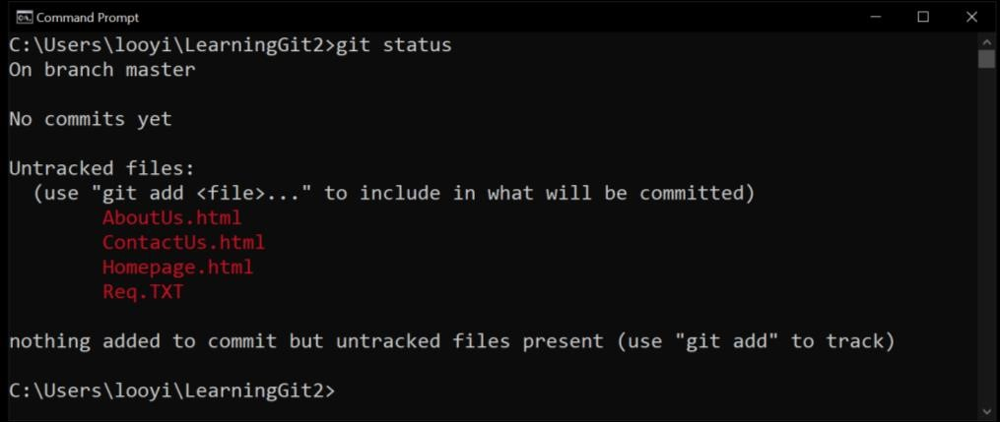 Command Prompt
C:\Users\looyi\LearningGit2>git status
On branch master
No commits yet
Untracked files:
(use "git add <file>..." to include in what will be committed)
AboutUs.html
ContactUs.html
Homepage.html
Req.TXT
nothing added to commit but untracked files present (use "git add" to track)
C:\Users\looyi\LearningGit2>